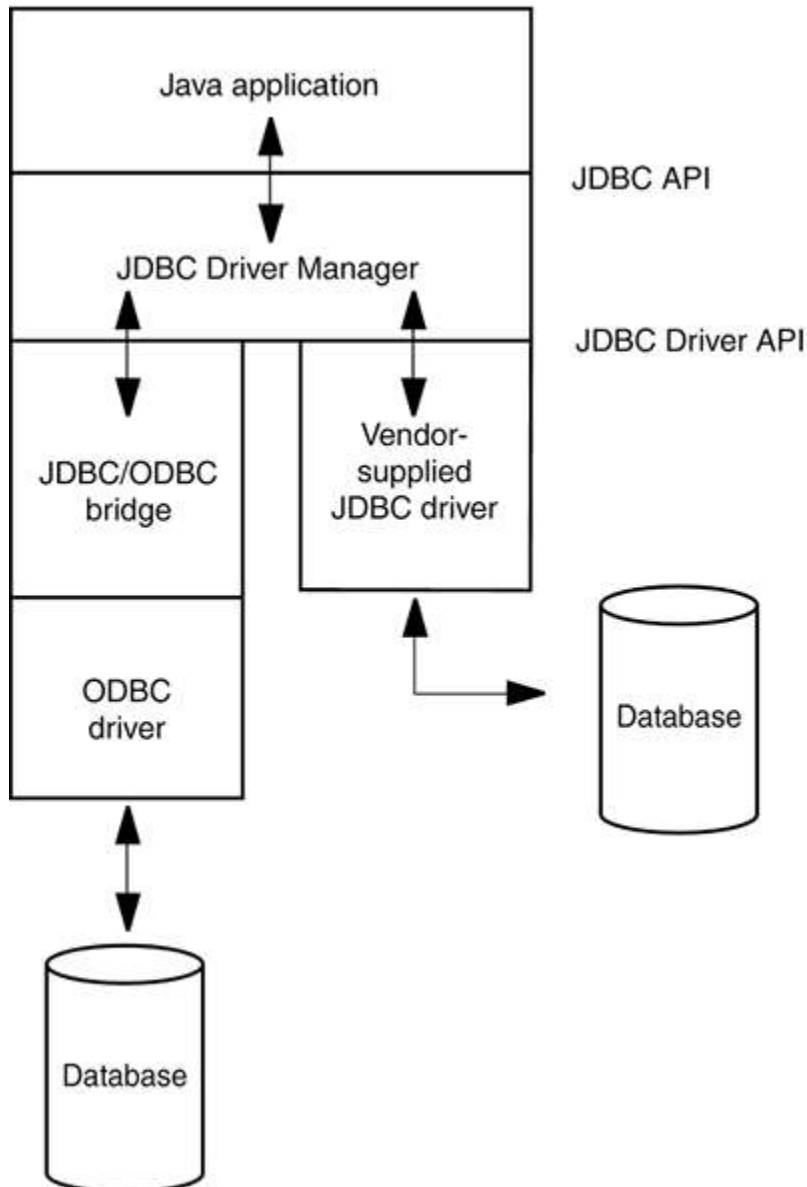 Java application
JDBC API
JDBC Driver Manager
JDBC Driver API
JDBC/ODBC
bridge
Vendor-
supplied
JDBC driver
ODBC
driver
Database
Database